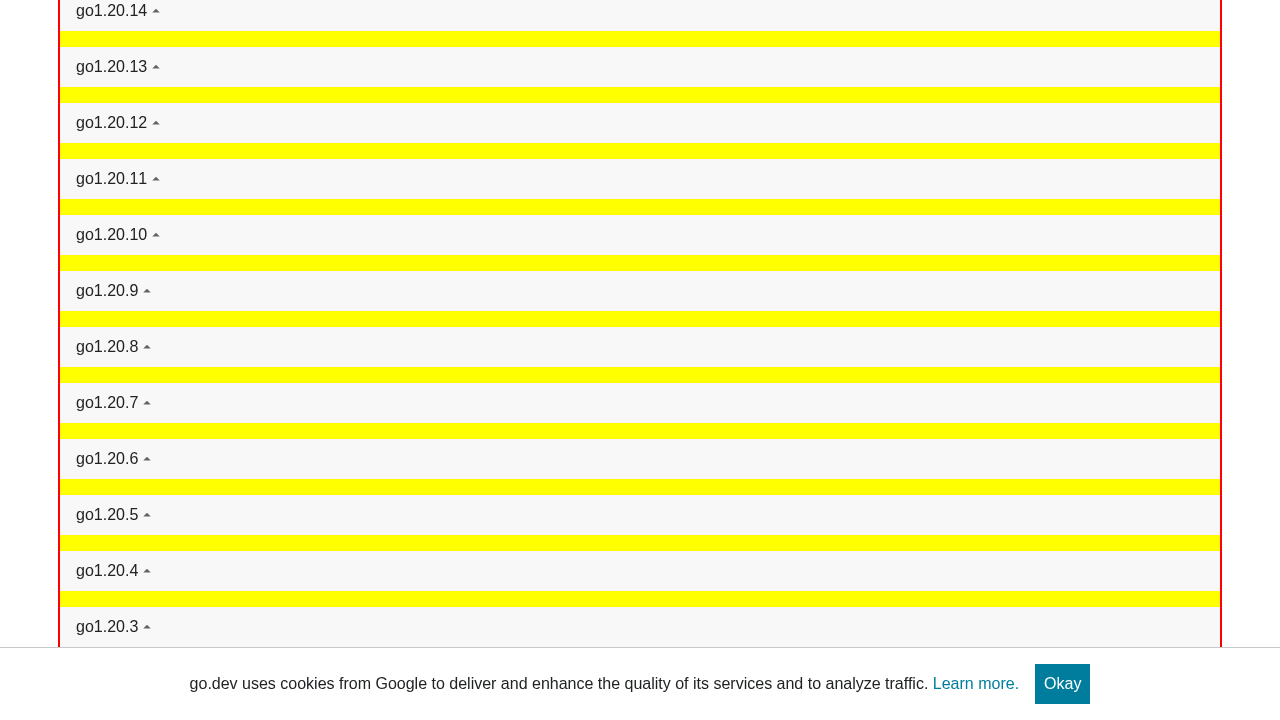 go1.20.14
go1.20.13
go1.20.12
go1.20.11
go1.20.10
go1.20.9
go1.20.8
go1.20.7
go1.20.6
go1.20.5
go1.20.4
go1.20.3
go.dev uses cookies from Google to deliver and enhance the quality of its services and to analyze traffic. Learn more. Okay